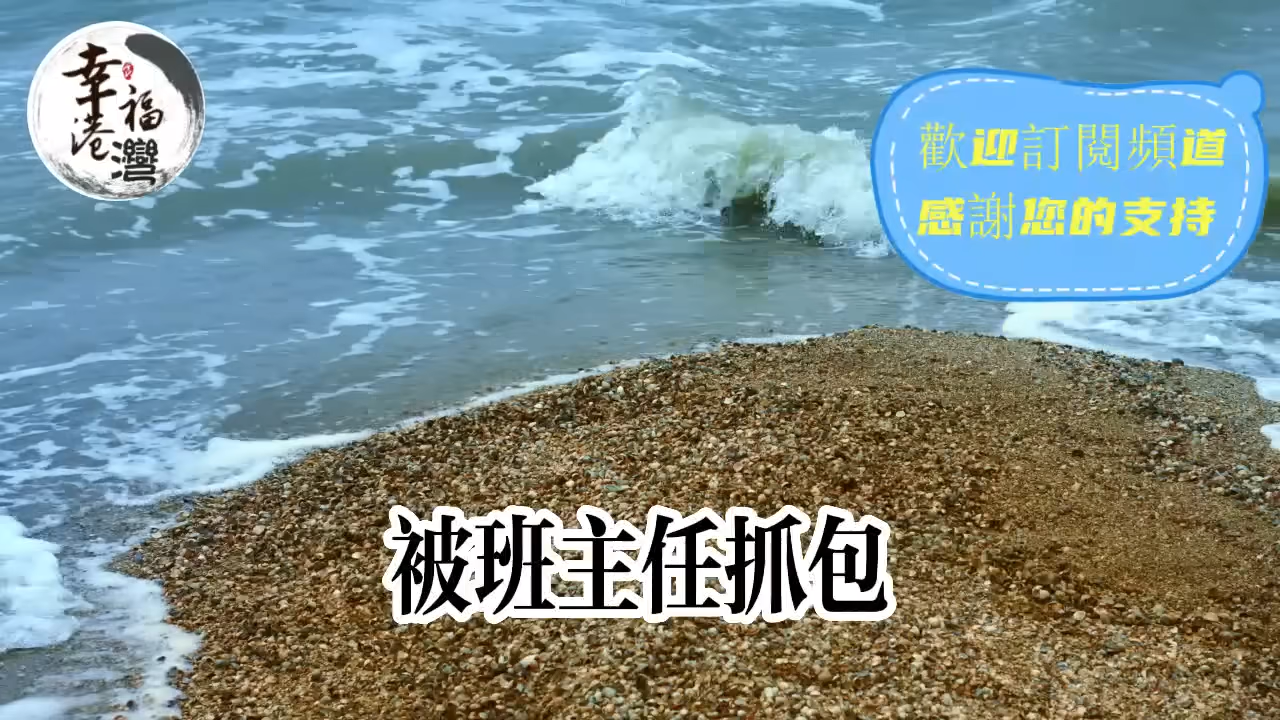 幸福港灣
歡迎訂閱頻道
感謝您的支持
被班主任抓包